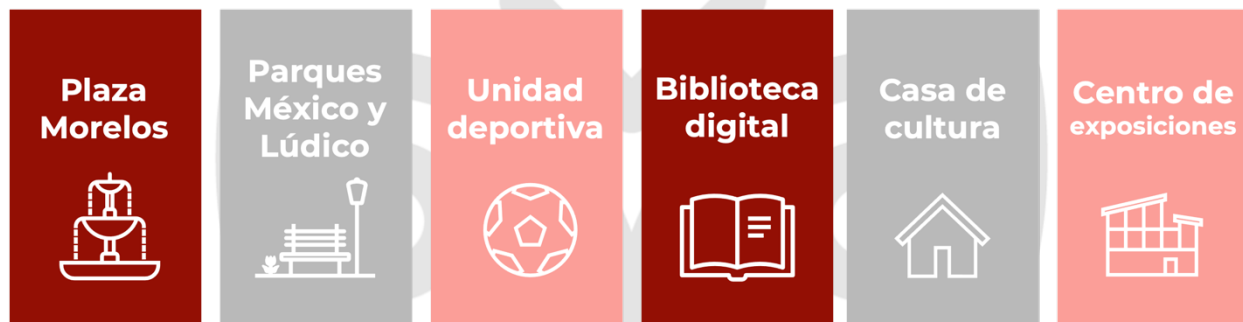 Plaza
Morelos
Parques
México y
Lúdico
Unidad
deportiva
Biblioteca
digital
Casa de
cultura
Centro de
exposiciones